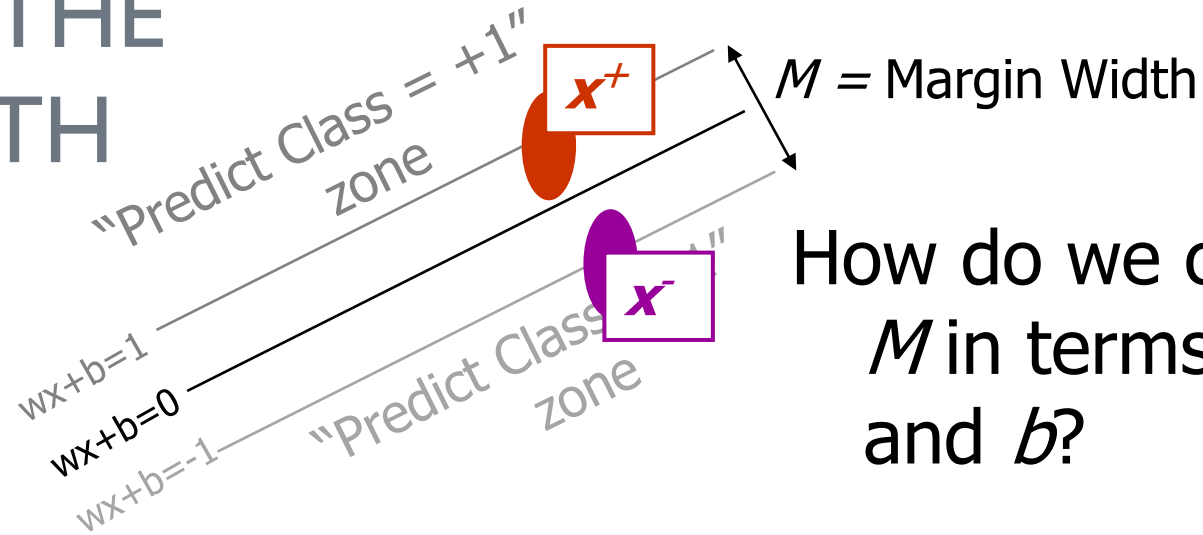 THE
TH
“Predict Class = +1”
zone
x+
M = Margin Width
How do we
M in terms
and b?
x-
“Predict Class
zone
wx+b=1
wx+b=0
wx+b=-1